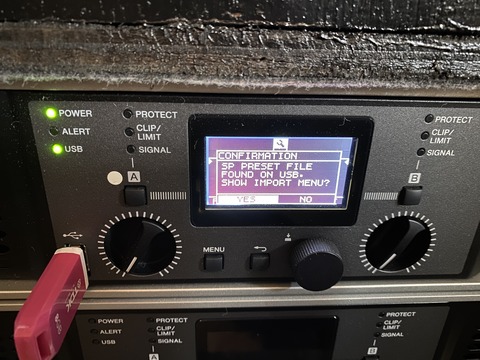 POWER
ALERT
USB
PROTECT
CLIP/
LIMIT
SIGNAL
A
CONFIRMATION
SP PRESET FILE
FOUND ON USB.
SHOW IMPORT MENU?
YES NO
PROTECT
CLIP/
LIMIT
SIGNAL
B
MENU
POWER
ALERT
USB
PROTECT
CLIP/
LIMIT
SIGNAL
A
PROTECT
CLIP/
LIMIT
SIGNAL
B